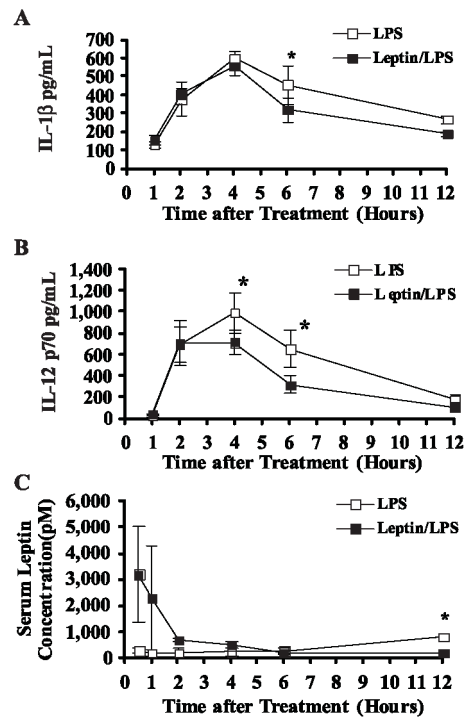 A
LPS
Leptin/LPS
IL-1β pg/mL
700
600
500
400
300
200
100
0
*
0 1 2 3 4 5 6 7 8 9 10 11 12
Time after Treatment (Hours)
B
LPS
Leptin/LPS
IL-12 p70 pg/mL
1,400
1,200
1,000
800
600
400
200
0
*
*
0 1 2 3 4 5 6 7 8 9 10 11 12
Time after Treatment (Hours)
C
LPS
Leptin/LPS
Serum Leptin
Concentration(pM)
6,000
5,000
4,000
3,000
2,000
1,000
0
*
0 1 2 3 4 5 6 7 8 9 10 11 12
Time after Treatment (Hours)